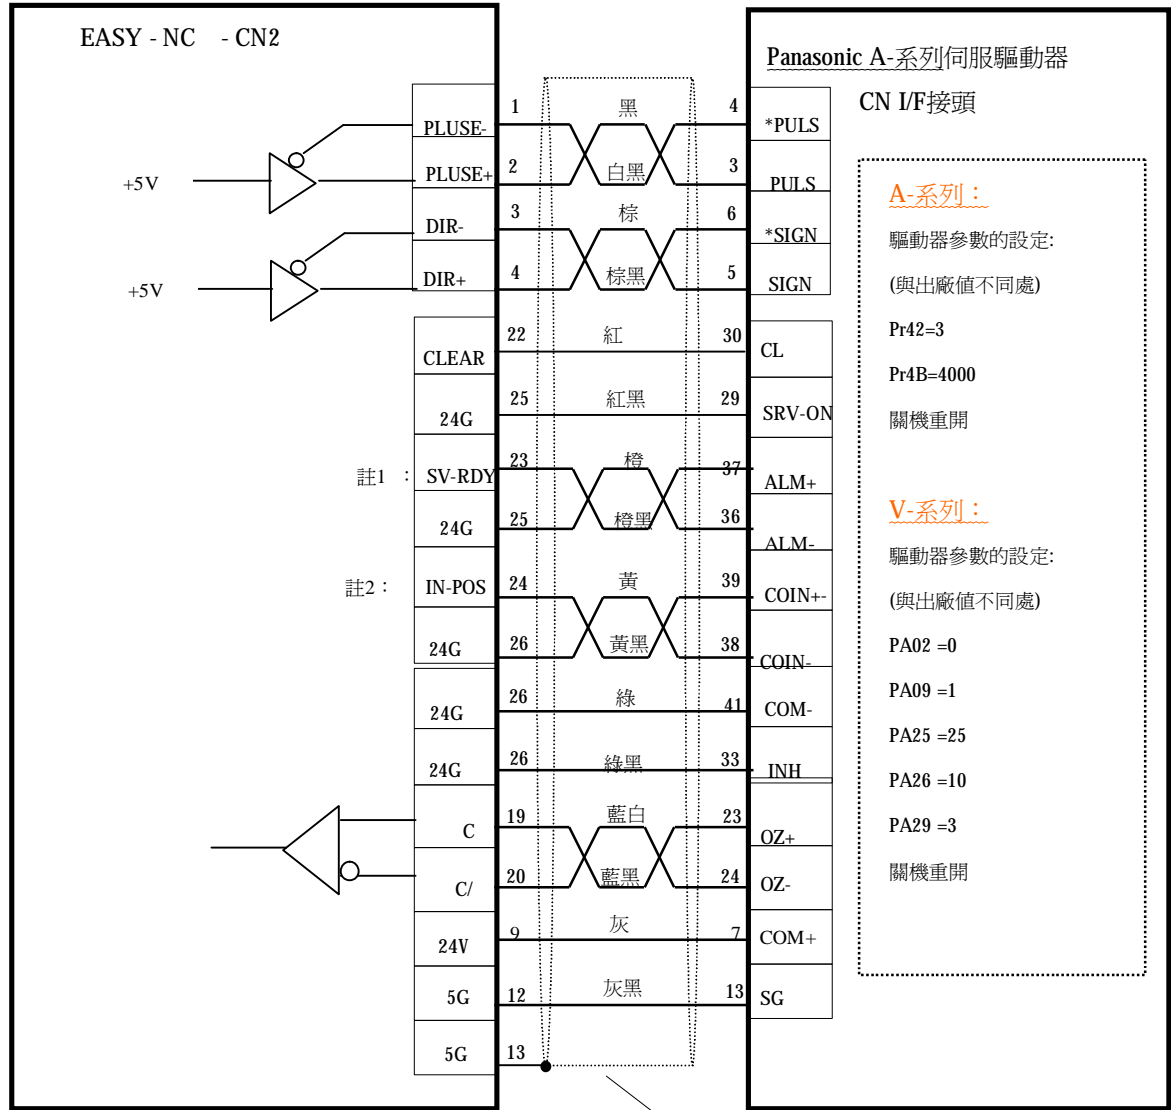 EASY - NC - CN2
Panasonic A-系列伺服驅動器
CN I/F接頭
PLUSE- 1 黑 4 *PULS
+5V PLUSE+ 2 白黑 3 PULS
DIR- 3 棕 6 *SIGN
+5V DIR+ 4 棕黑 5 SIGN
CLEAR 22 紅 30 CL
24G 25 紅黑 29 SRV-ON
註1 : SV-RDY 23 橙 37 ALM+
24G 25 橙黑 36 ALM-
註2： IN-POS 24 黃 39 COIN+-
24G 26 黃黑 38 COIN-
24G 26 綠 41 COM-
24G 26 綠黑 33 INH
C 19 藍白 23 OZ+
C/ 20 藍黑 24 OZ-
24V 9 灰 7 COM+
5G 12 灰黑 13 SG
5G 13
A-系列：
驅動器參數的設定:
(與出廠值不同處)
Pr42=3
Pr4B=4000
關機重開
V-系列：
驅動器參數的設定:
(與出廠值不同處)
PA02 =0
PA09 =1
PA25 =25
PA26 =10
PA29 =3
關機重開